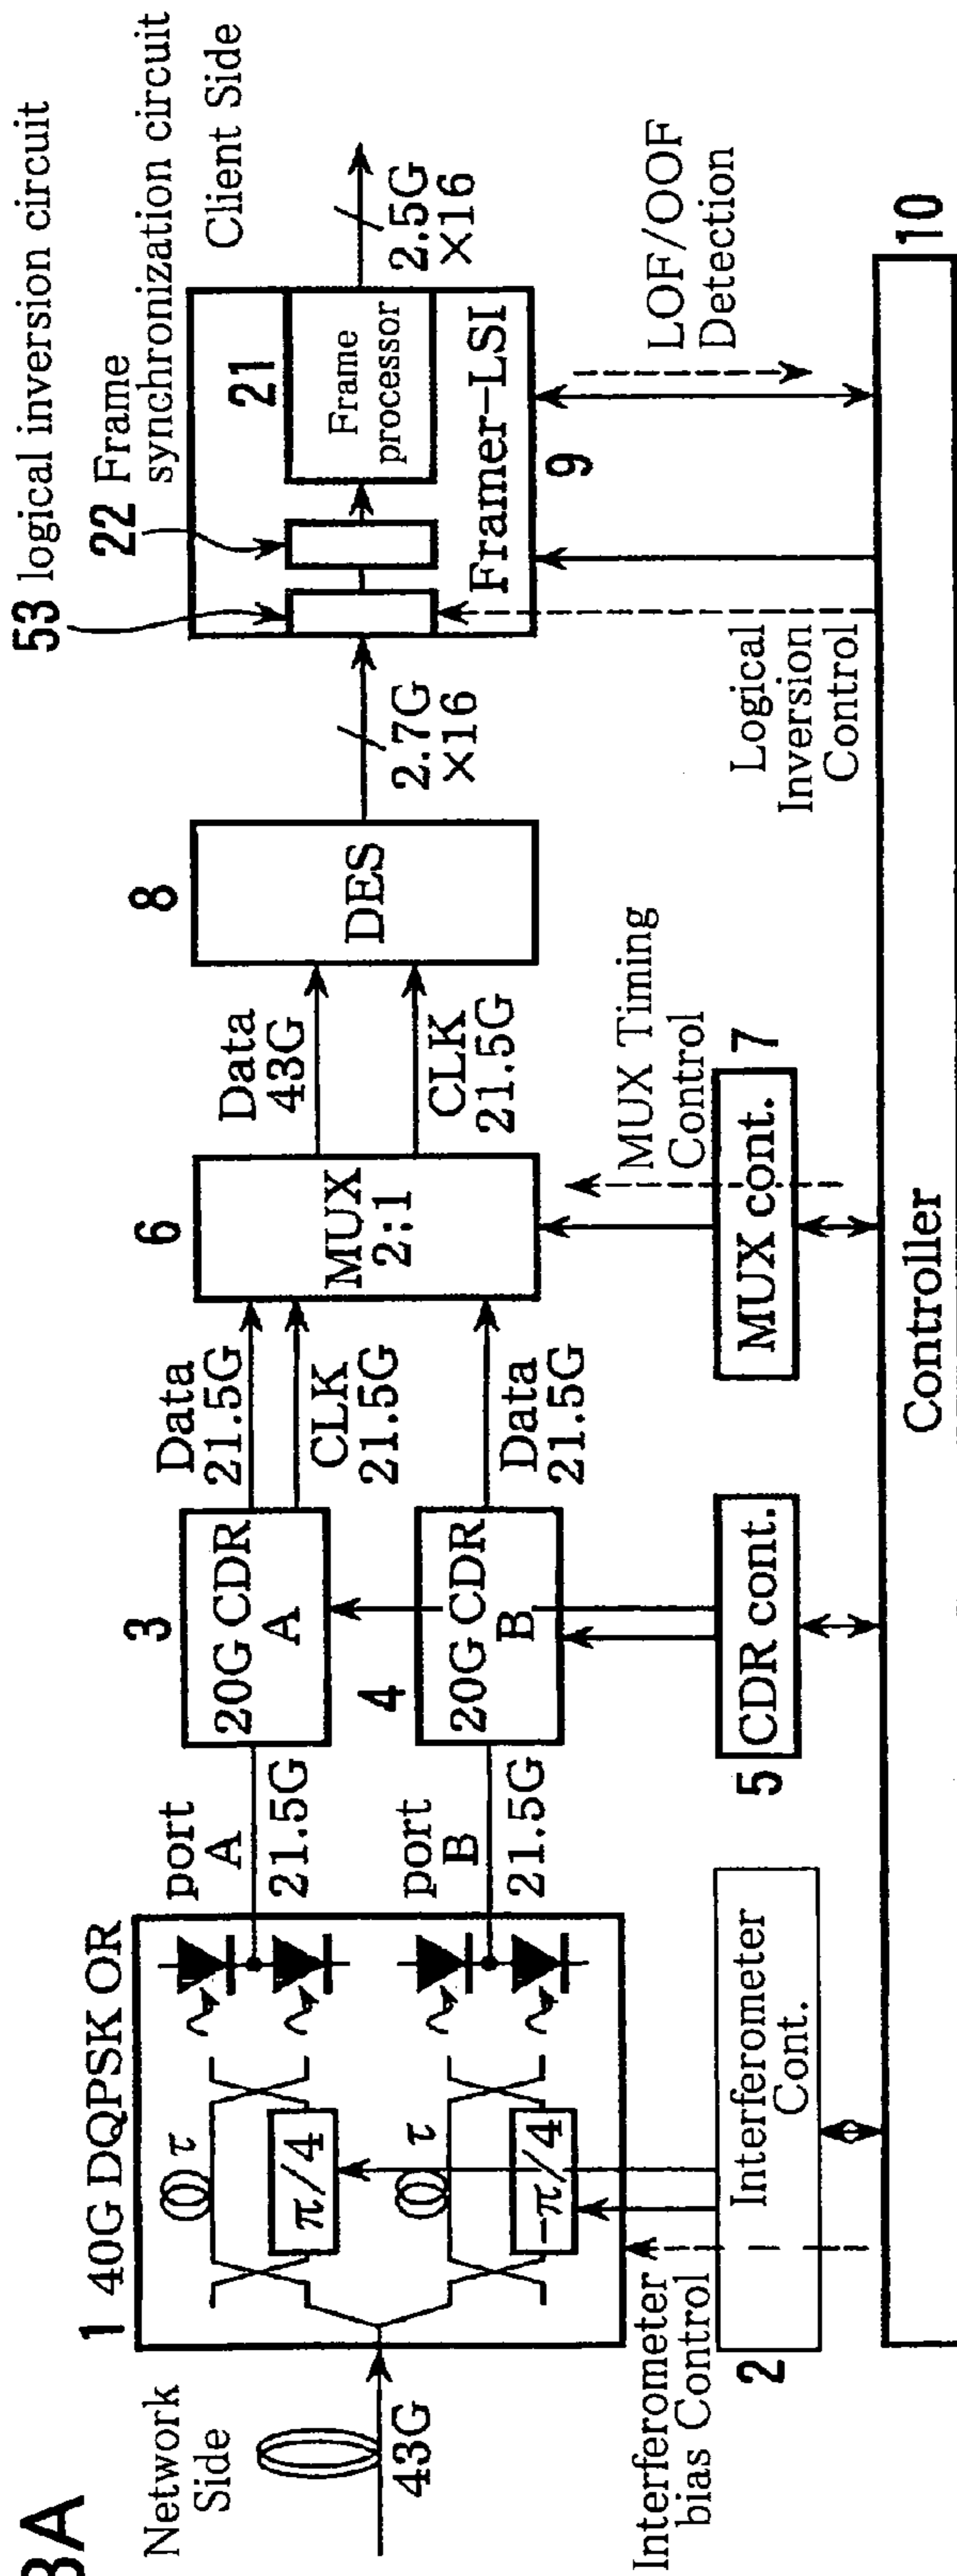 3A
Network
Side
43G
1 40G DQPSK OR
τ
π/4
τ
-π/4
port
A
21.5G
port
B
21.5G
Interferometer
bias Control
2
Interferometer
Cont.
3
20G CDR
A
4
20G CDR
B
5
CDR cont.
Data
21.5G
CLK
21.5G
Data
21.5G
6
MUX
2:1
MUX Timing
Control
7
MUX cont.
Data
43G
CLK
21.5G
8
DES
2.7G
×16
53 logical inversion circuit
22 Frame
synchronization circuit
21
Frame
processor
Framer-LSI
9
Client Side
2.5G
×16
Logical
Inversion
Control
LOF/OOF
Detection
Controller
10